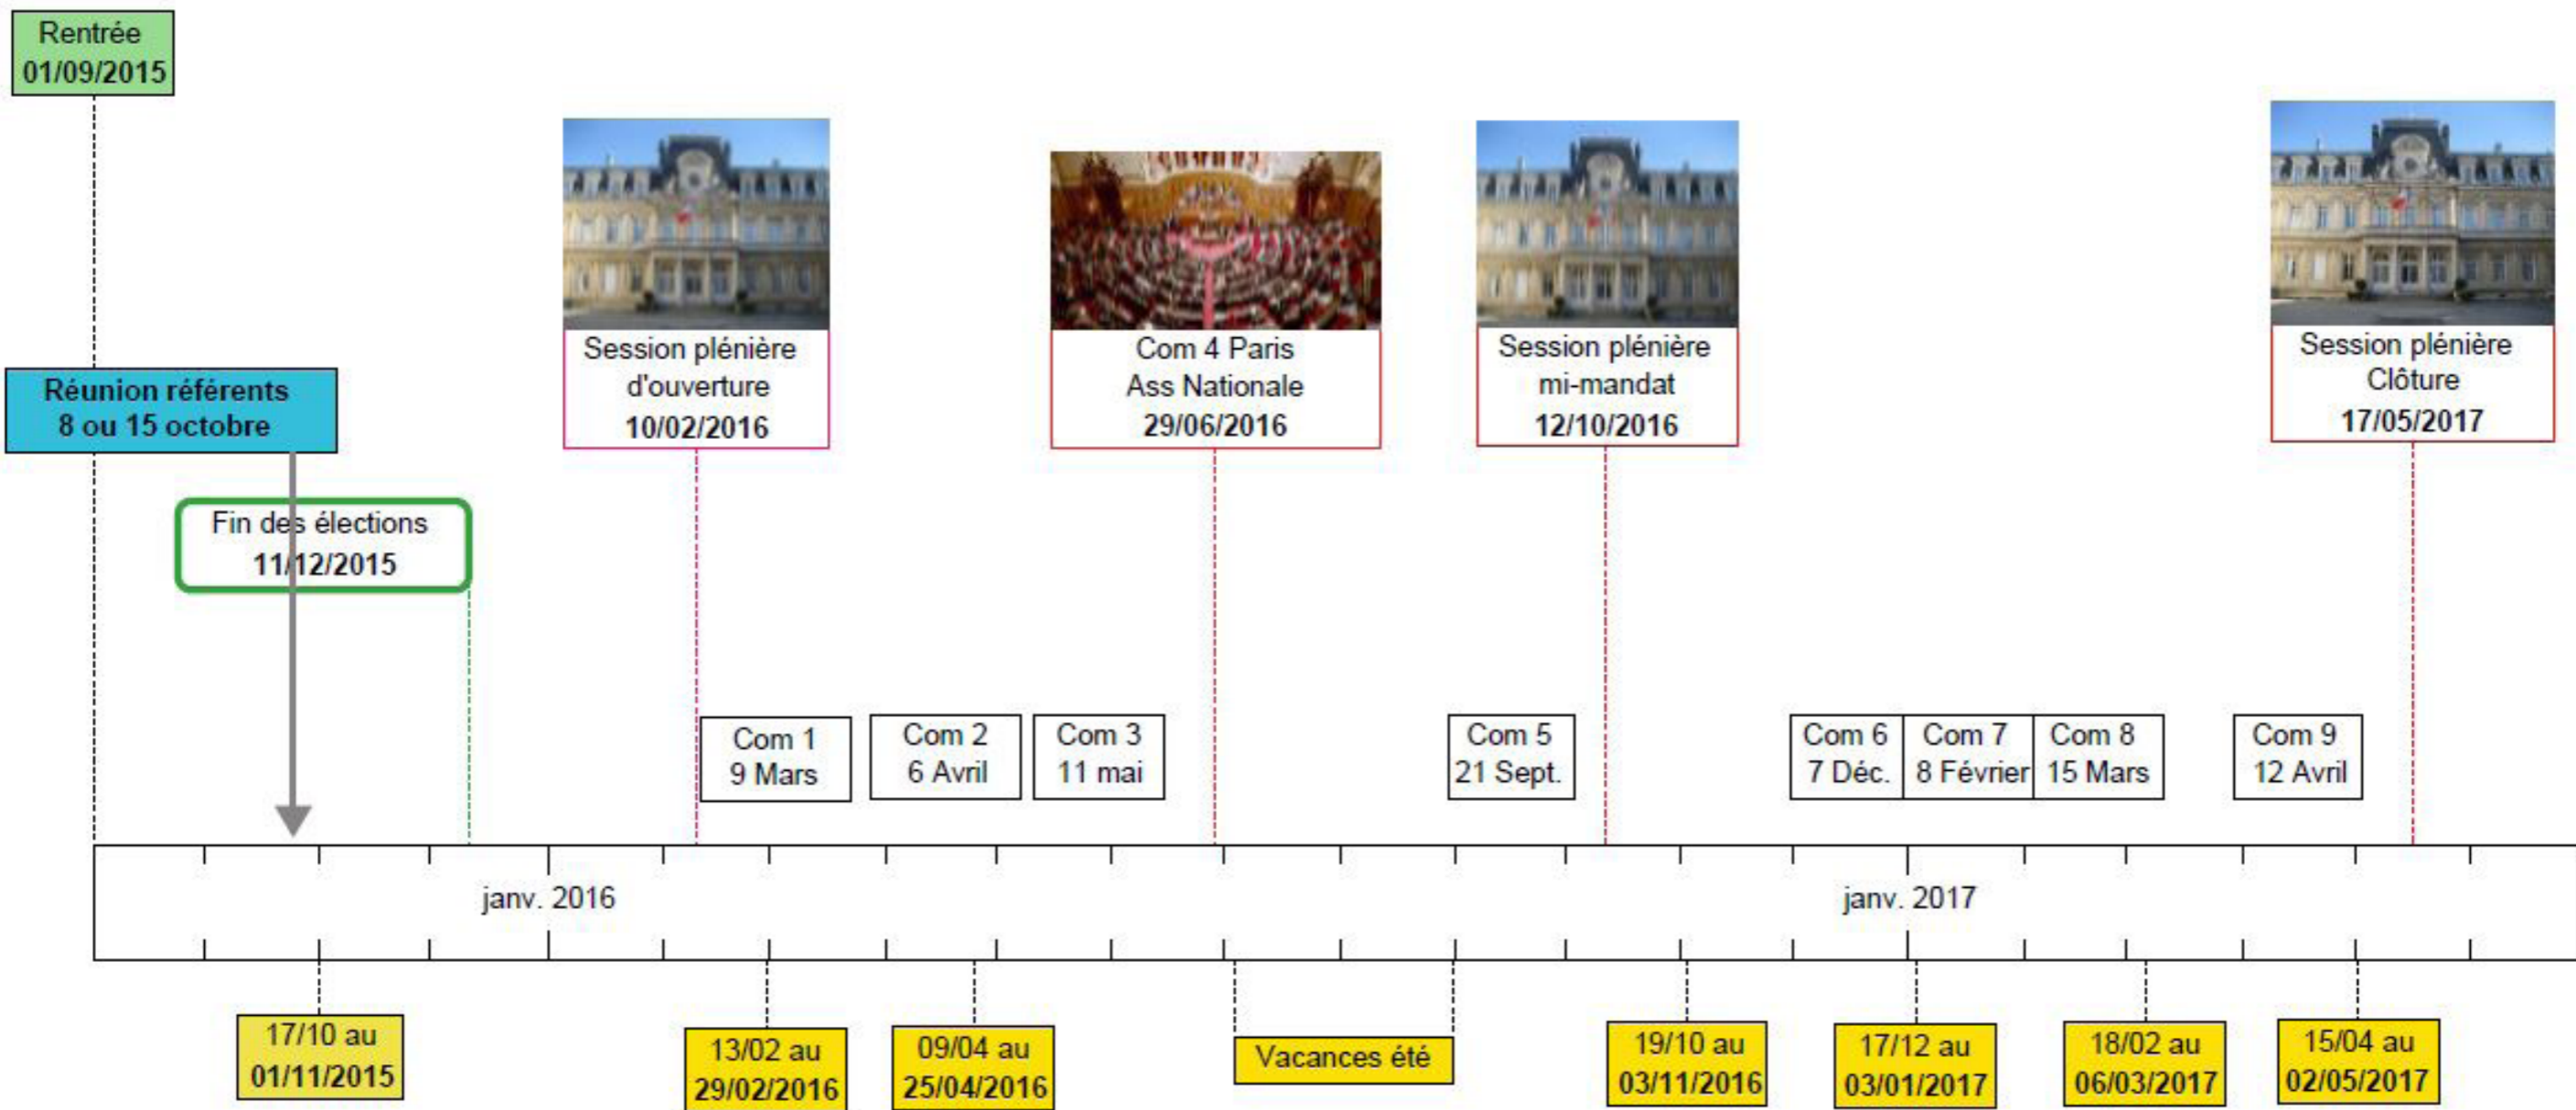 Rentrée
01/09/2015
Réunion référents
8 ou 15 octobre
Fin des élections
11/12/2015
Session plénière
d'ouverture
10/02/2016
Com 4 Paris
Ass Nationale
29/06/2016
Session plénière
mi-mandat
12/10/2016
Session plénière
Clôture
17/05/2017
Com 1
9 Mars
Com 2
6 Avril
Com 3
11 mai
Com 5
21 Sept.
Com 6
7 Déc.
Com 7
8 Février
Com 8
15 Mars
Com 9
12 Avril
janv. 2016
janv. 2017
17/10 au
01/11/2015
13/02 au
29/02/2016
09/04 au
25/04/2016
Vacances été
19/10 au
03/11/2016
17/12 au
03/01/2017
18/02 au
06/03/2017
15/04 au
02/05/2017